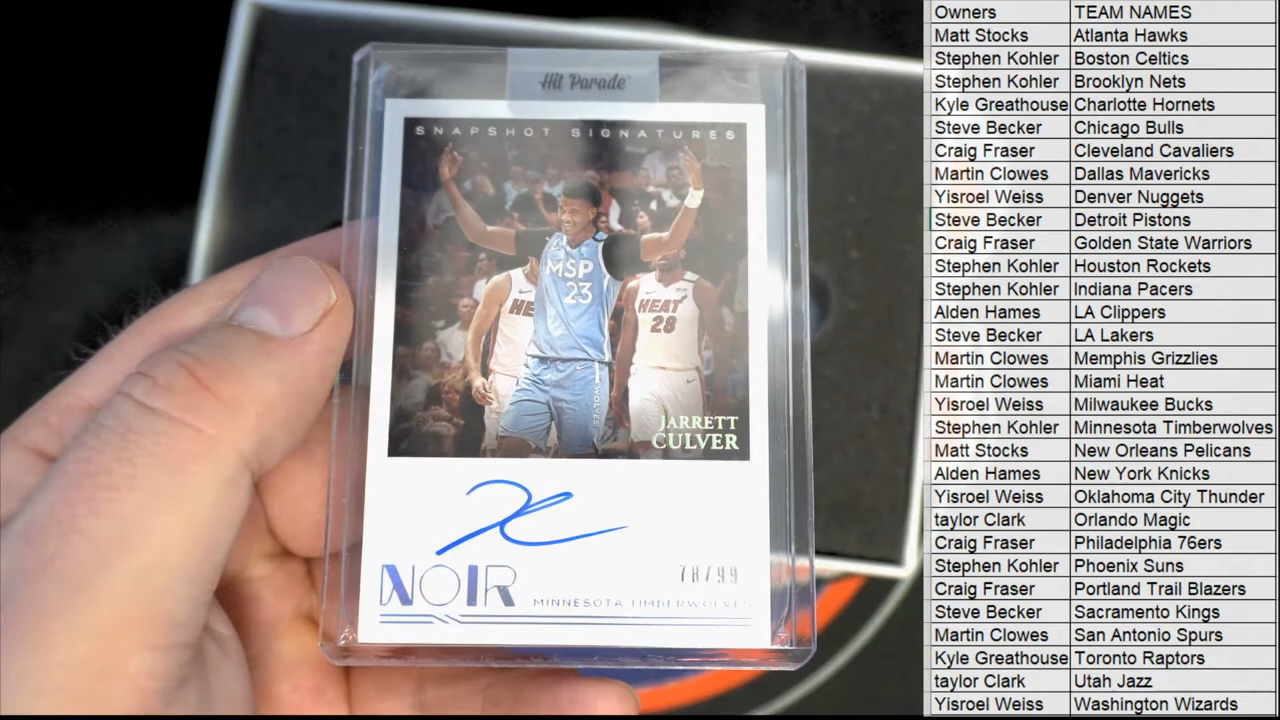 Hit Parade
SNAPSHOT SIGNATURES
MSP
23
HE
HEAT
28
WOLVES
JARRETT
CULVER
78/99
NOIR
MINNESOTA TIMBERWOLVES
Owners TEAM NAMES
Matt Stocks Atlanta Hawks
Stephen Kohler Boston Celtics
Stephen Kohler Brooklyn Nets
Kyle Greathouse Charlotte Hornets
Steve Becker Chicago Bulls
Craig Fraser Cleveland Cavaliers
Martin Clowes Dallas Mavericks
Yisroel Weiss Denver Nuggets
Steve Becker Detroit Pistons
Craig Fraser Golden State Warriors
Stephen Kohler Houston Rockets
Stephen Kohler Indiana Pacers
Alden Hames LA Clippers
Steve Becker LA Lakers
Martin Clowes Memphis Grizzlies
Martin Clowes Miami Heat
Yisroel Weiss Milwaukee Bucks
Stephen Kohler Minnesota Timberwolves
Matt Stocks New Orleans Pelicans
Alden Hames New York Knicks
Yisroel Weiss Oklahoma City Thunder
taylor Clark Orlando Magic
Craig Fraser Philadelphia 76ers
Stephen Kohler Phoenix Suns
Craig Fraser Portland Trail Blazers
Steve Becker Sacramento Kings
Martin Clowes San Antonio Spurs
Kyle Greathouse Toronto Raptors
taylor Clark Utah Jazz
Yisroel Weiss Washington Wizards